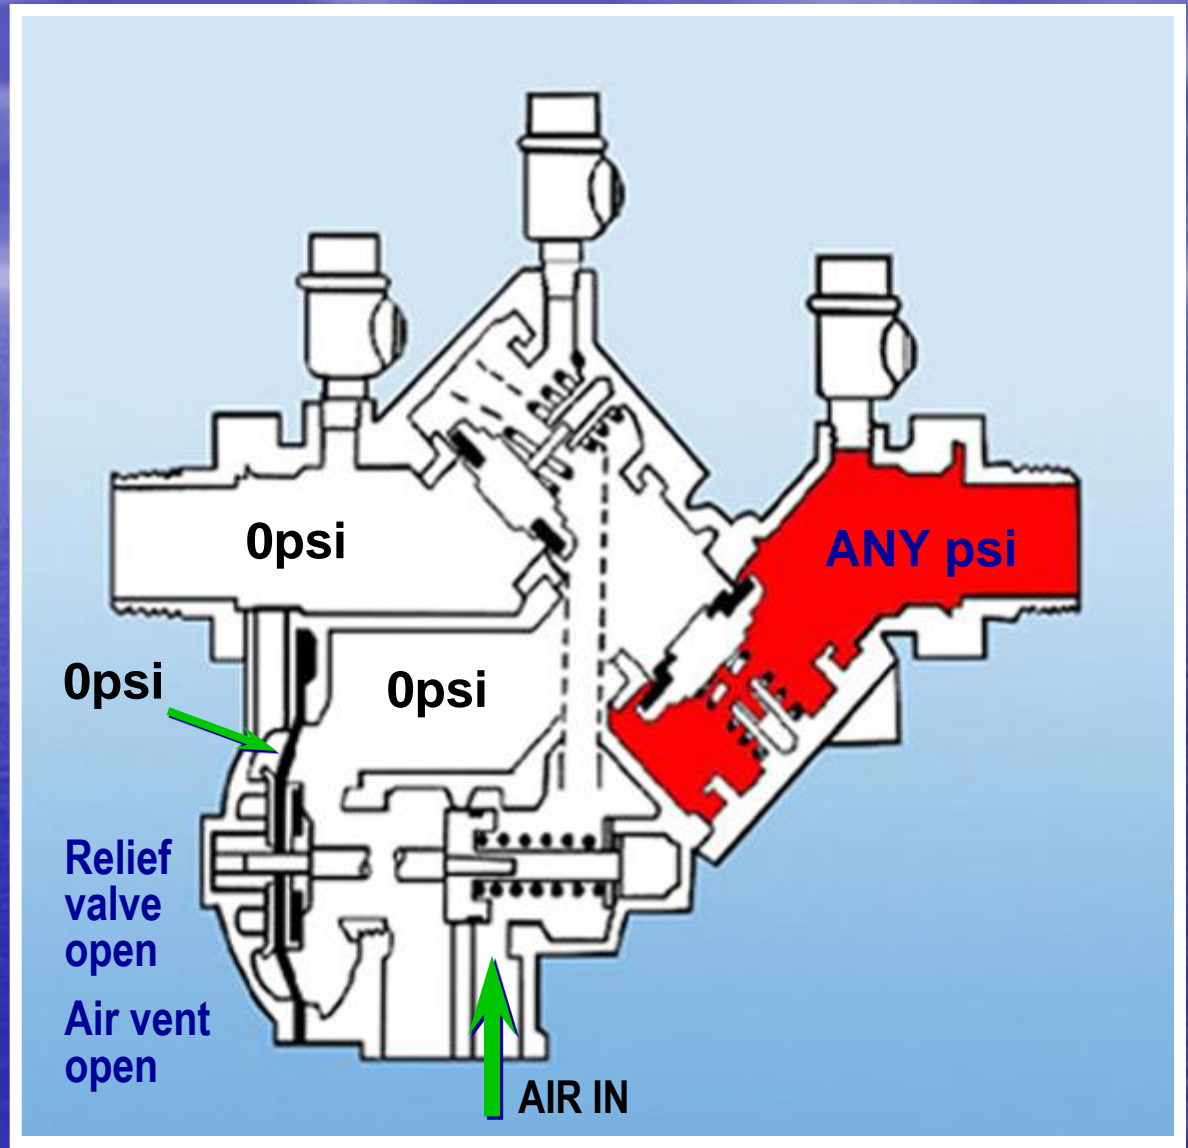 0psi
ANY psi
0psi
0psi
Relief
valve
open
Air vent
open
AIR IN